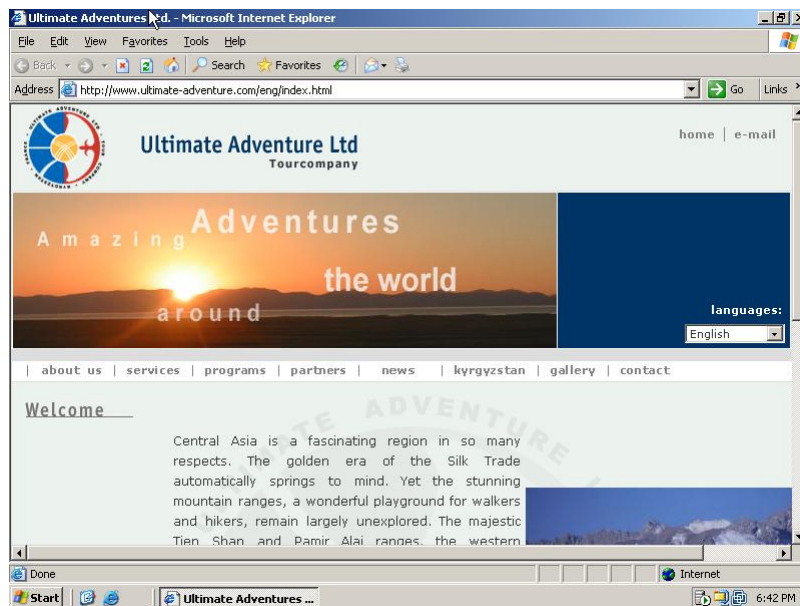 Ultimate Adventures Ltd. - Microsoft Internet Explorer
File Edit View Favorites Tools Help
Back Search Favorites
Address http://www.ultimate-adventure.com/eng/index.html Go Links
Ultimate Adventure Ltd
Tourcompany
home | e-mail
Amazing Adventures
the world
around
languages:
English
| about us | services | programs | partners | news | kyrgyzstan | gallery | contact
Welcome
Central Asia is a fascinating region in so many
respects. The golden era of the Silk Trade
automatically springs to mind. Yet the stunning
mountain ranges, a wonderful playground for walkers
and hikers, remain largely unexplored. The majestic
Tien Shan and Pamir Alai ranges, the western
ULTIMATE ADVENTURE
Done Internet
Start Ultimate Adventures ... 6:42 PM